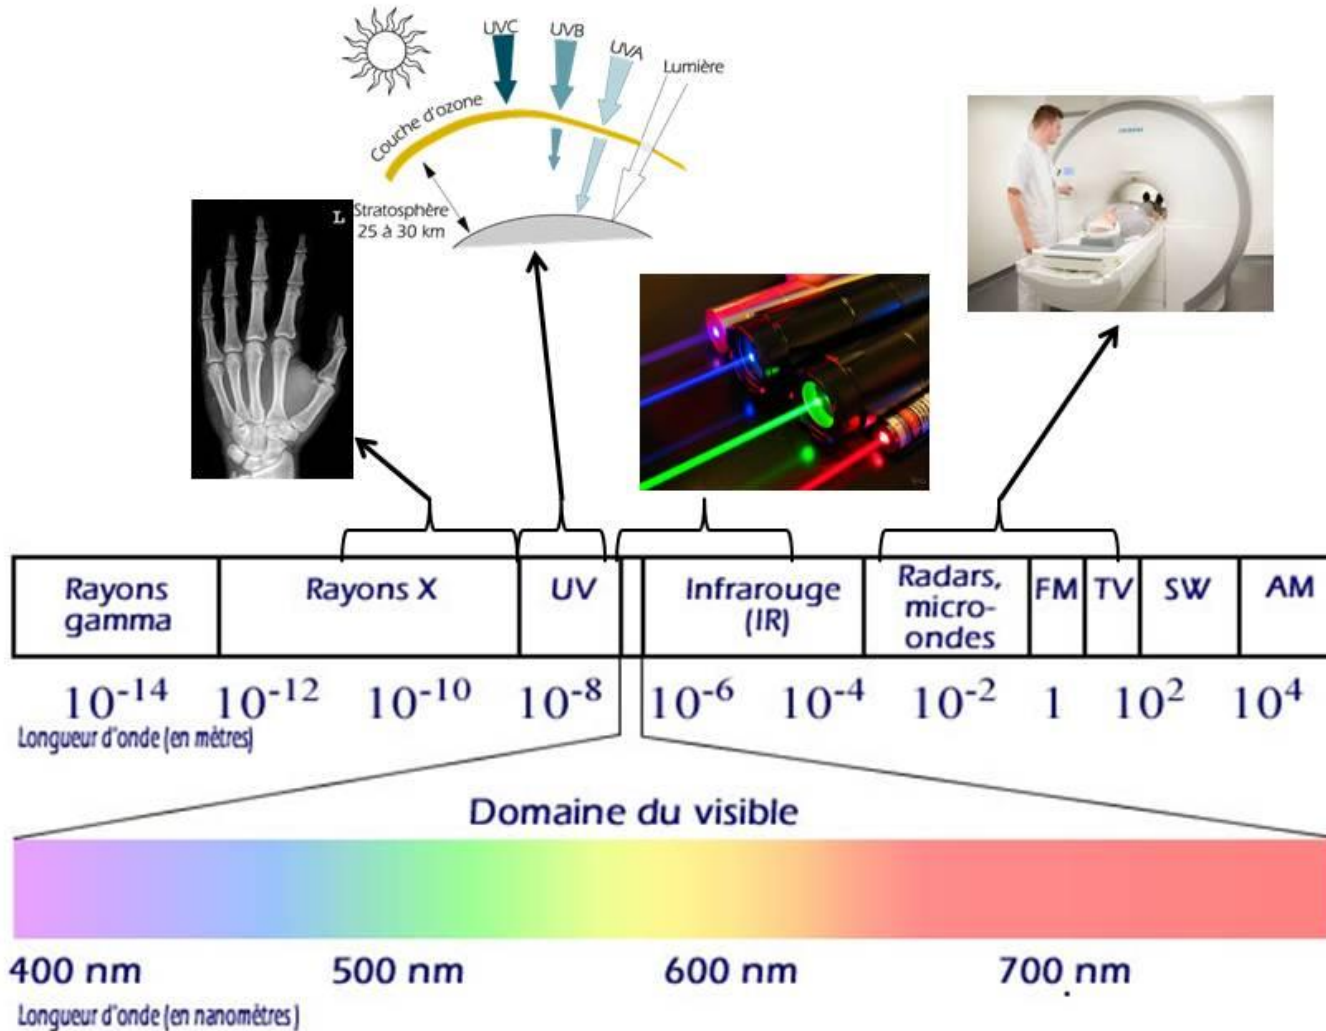 UVC
UVB
UVA
Lumière
Couche d'ozone
Stratosphère
25 à 30 km
L
SIEMENS
Rayons
gamma
Rayons X
UV
Infrarouge
(IR)
Radars,
micro-
ondes
FM
TV
SW
AM
10⁻¹⁴ 10⁻¹² 10⁻¹⁰ 10⁻⁸ 10⁻⁶ 10⁻⁴ 10⁻² 1 10² 10⁴
Longueur d'onde (en mètres)
Domaine du visible
400 nm 500 nm 600 nm 700 nm
.
Longueur d'onde (en nanomètres)